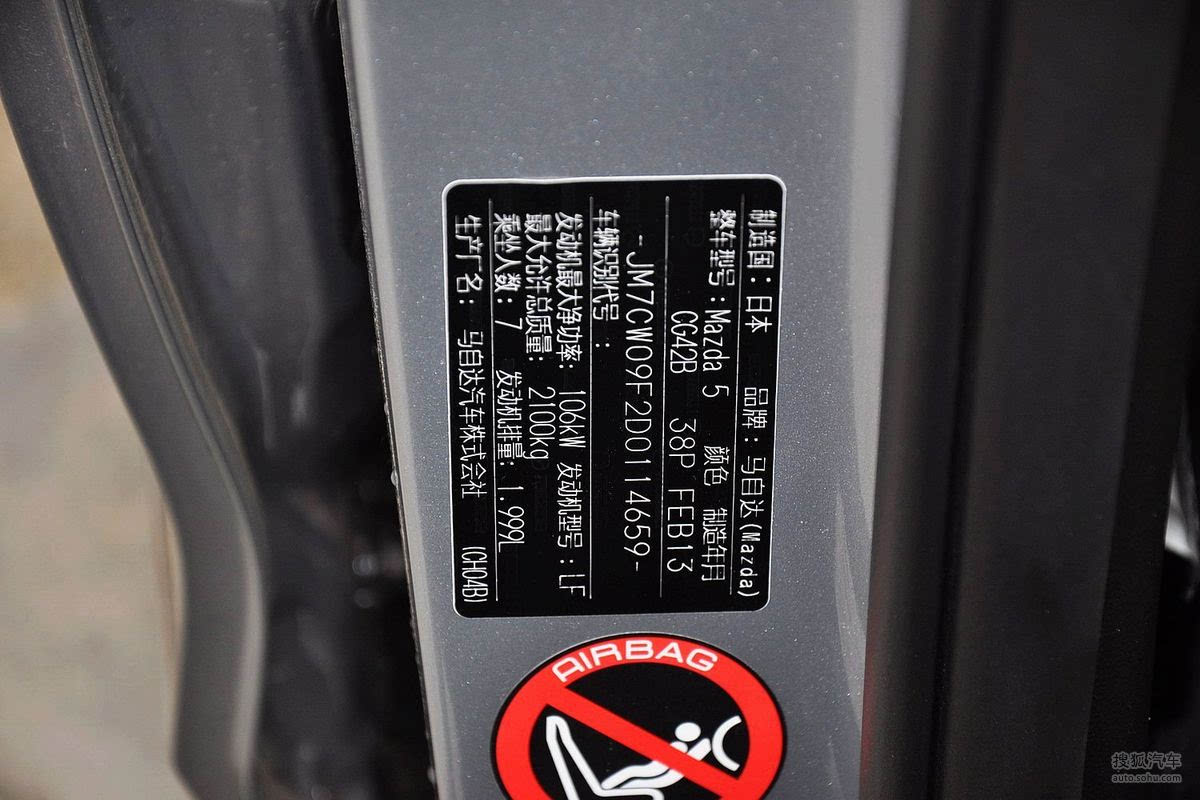 制造国：日本 品牌：马自达(Mazda)
整车型号：Mazda 5 颜色 制造年月
CG42B 38P FEB13
车辆识别代号：
-JM7CW09F2D0114659-
发动机最大净功率：106kW 发动机型号：LF
最大允许总质量：2100kg
乘坐人数：7 发动机排量：1.999L
生产厂名：马自达汽车株式会社 (CH04B)
AIRBAG
搜狐汽车
auto.sohu.com